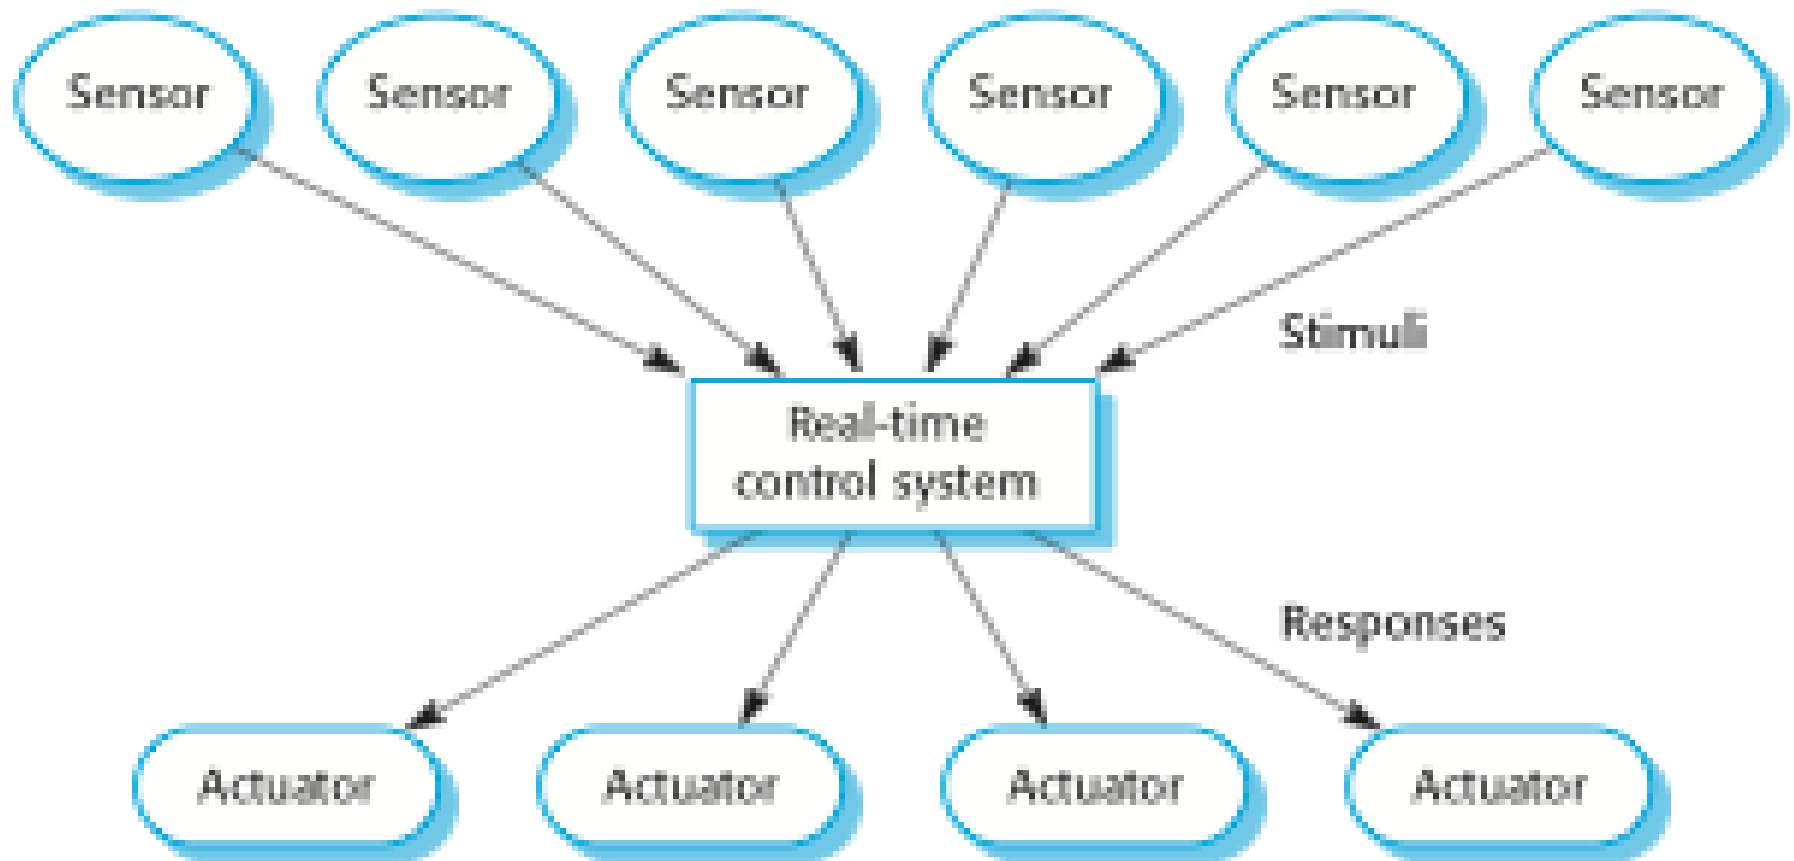 Sensor Sensor Sensor Sensor Sensor Sensor
Stimuli
Real-time
control system
Responses
Actuator Actuator Actuator Actuator